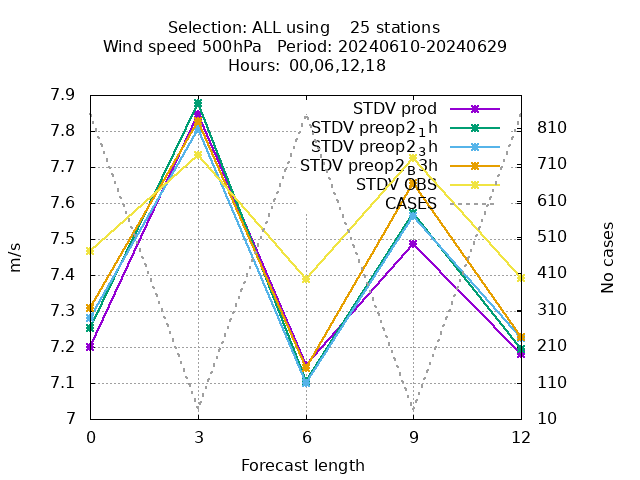 Selection: ALL using 25 stations
Wind speed 500hPa Period: 20240610-20240629
Hours: 00,06,12,18
STDV prod
STDV preop2₁h
STDV preop2₃h
STDV preop2_B3h
STDV OBS
CASES
7.9
7.8
7.7
7.6
7.5
7.4
7.3
7.2
7.1
7
m/s
810
710
610
510
410
310
210
110
10
No cases
0 3 6 9 12
Forecast length